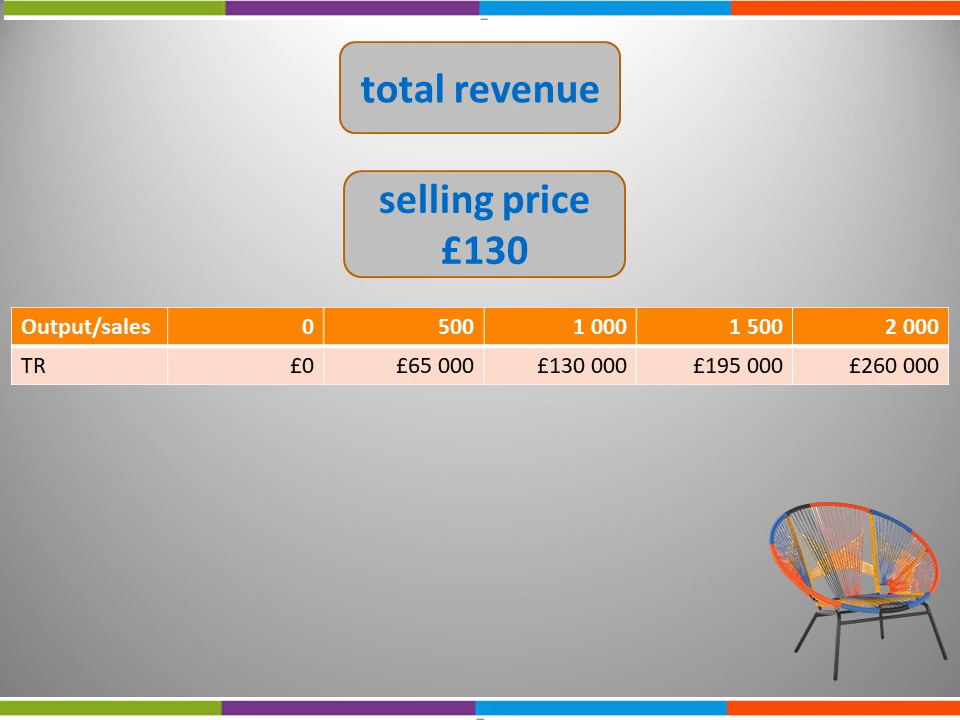 total revenue
selling price
£130
Output/sales 0 500 1 000 1 500 2 000
TR £0 £65 000 £130 000 £195 000 £260 000